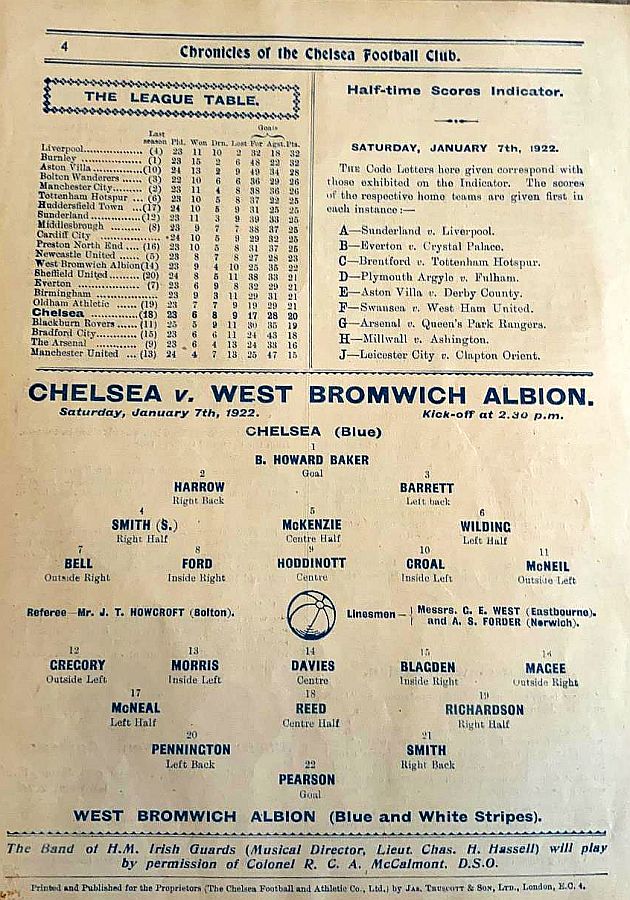 4
Chronicles of the Chelsea Football Club.
THE LEAGUE TABLE.
Goals
Last season Pld. Won Drn. Lost For Agst. Pts.
Liverpool (4) 23 11 10 2 32 18 32
Burnley (1) 23 15 2 6 48 22 32
Aston Villa (10) 24 13 2 9 49 34 28
Bolton Wanderers (3) 22 10 6 6 36 29 26
Manchester City (2) 23 11 4 8 38 36 26
Tottenham Hotspur (6) 23 10 5 8 37 22 25
Huddersfield Town (17) 24 10 5 9 31 25 25
Sunderland (12) 23 11 3 9 39 33 25
Middlesbrough (8) 23 9 7 7 38 37 25
Cardiff City 24 10 5 9 29 32 25
Preston North End (16) 23 10 5 8 31 37 25
Newcastle United (5) 23 8 7 8 27 28 23
West Bromwich Albion (14) 23 9 4 10 25 35 22
Sheffield United (20) 24 8 5 11 38 33 21
Everton (7) 23 6 9 8 32 29 21
Birmingham 23 9 3 11 29 31 21
Oldham Athletic (19) 23 7 7 9 19 29 21
Chelsea (18) 23 6 8 9 17 28 20
Blackburn Rovers (11) 25 5 9 11 30 35 19
Bradford City (15) 23 6 6 11 24 43 18
The Arsenal (9) 23 6 4 13 24 33 16
Manchester United (13) 24 4 7 13 25 47 15
Half-time Scores Indicator.
SATURDAY, JANUARY 7th, 1922.
THE Code Letters here given correspond with
those exhibited on the Indicator. The scores
of the respective home teams are given first in
each instance:—
A—Sunderland v. Liverpool.
B—Everton v. Crystal Palace.
C—Brentford v. Tottenham Hotspur.
D—Plymouth Argyle v. Fulham.
E—Aston Villa v. Derby County.
F—Swansea v. West Ham United.
G—Arsenal v. Queen's Park Rangers.
H—Millwall v. Ashington.
J—Leicester City v. Clapton Orient.
CHELSEA v. WEST BROMWICH ALBION.
Saturday, January 7th, 1922. Kick-off at 2.30 p.m.
CHELSEA (Blue)
1
B. HOWARD BAKER
Goal
2 3
HARROW BARRETT
Right Back Left back
4 5 6
SMITH (S.) McKENZIE WILDING
Right Half Centre Half Left Half
7 8 9 10 11
BELL FORD HODDINOTT CROAL McNEIL
Outside Right Inside Right Centre Inside Left Outside Left
Referee—Mr. J. T. HOWCROFT (Bolton). Linesmen— Messrs. C. E. WEST (Eastbourne).
and A. S. FORDER (Norwich).
12 13 14 15 16
GREGORY MORRIS DAVIES BLAGDEN MAGEE
Outside Left Inside Left Centre Inside Right Outside Right
17 18 19
McNEAL REED RICHARDSON
Left Half Centre Half Right Half
20 21
PENNINGTON SMITH
Left Back Right Back
22
PEARSON
Goal
WEST BROMWICH ALBION (Blue and White Stripes).
The Band of H.M. Irish Guards (Musical Director, Lieut. Chas. H. Hassell) will play
by permission of Colonel R. C. A. McCalmont, D.S.O.
Printed and Published for the Proprietors (The Chelsea Football and Athletic Co., Ltd.) by JAS. TRUSCOTT & SON, LTD., London, E.C. 4.